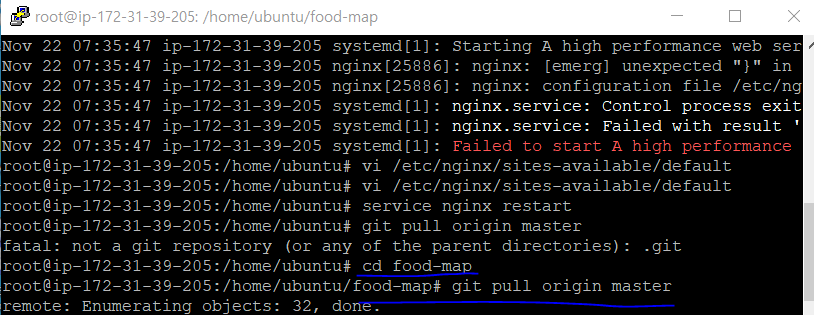 root@ip-172-31-39-205: /home/ubuntu/food-map
Nov 22 07:35:47 ip-172-31-39-205 systemd[1]: Starting A high performance web ser
Nov 22 07:35:47 ip-172-31-39-205 nginx[25886]: nginx: [emerg] unexpected "}" in
Nov 22 07:35:47 ip-172-31-39-205 nginx[25886]: nginx: configuration file /etc/ng
Nov 22 07:35:47 ip-172-31-39-205 systemd[1]: nginx.service: Control process exit
Nov 22 07:35:47 ip-172-31-39-205 systemd[1]: nginx.service: Failed with result '
Nov 22 07:35:47 ip-172-31-39-205 systemd[1]: Failed to start A high performance
root@ip-172-31-39-205:/home/ubuntu# vi /etc/nginx/sites-available/default
root@ip-172-31-39-205:/home/ubuntu# vi /etc/nginx/sites-available/default
root@ip-172-31-39-205:/home/ubuntu# service nginx restart
root@ip-172-31-39-205:/home/ubuntu# git pull origin master
fatal: not a git repository (or any of the parent directories): .git
root@ip-172-31-39-205:/home/ubuntu# cd food-map
root@ip-172-31-39-205:/home/ubuntu/food-map# git pull origin master
remote: Enumerating objects: 32, done.